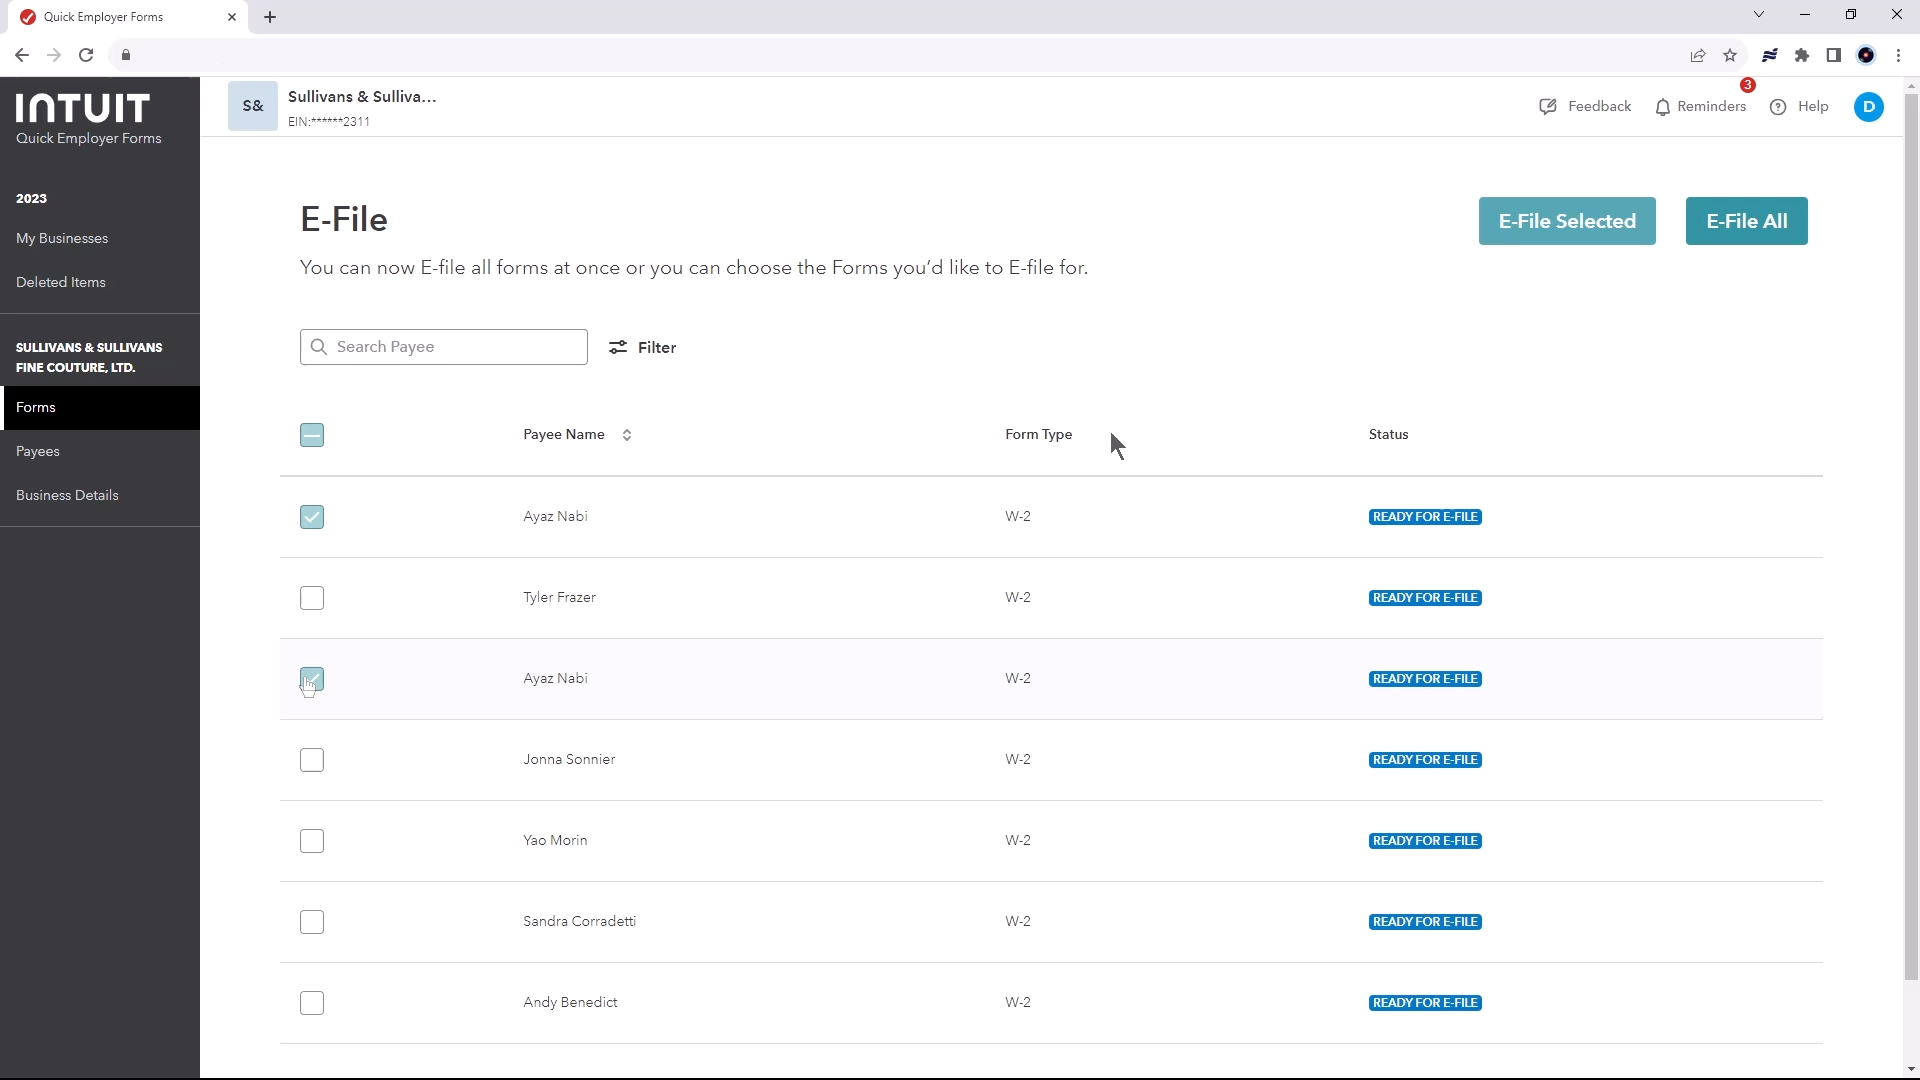 Quick Employer Forms
INTUIT
Quick Employer Forms
2023
My Businesses
Deleted Items
SULLIVANS & SULLIVANS
FINE COUTURE, LTD.
Forms
Payees
Business Details
S&
Sullivans & Sulliva...
EIN:******2311
Feedback
Reminders
3
Help
D
E-File
E-File Selected
E-File All
You can now E-file all forms at once or you can choose the Forms you'd like to E-file for.
Search Payee
Filter
Payee Name Form Type Status
Ayaz Nabi W-2 READY FOR E-FILE
Tyler Frazer W-2 READY FOR E-FILE
Ayaz Nabi W-2 READY FOR E-FILE
Jonna Sonnier W-2 READY FOR E-FILE
Yao Morin W-2 READY FOR E-FILE
Sandra Corradetti W-2 READY FOR E-FILE
Andy Benedict W-2 READY FOR E-FILE